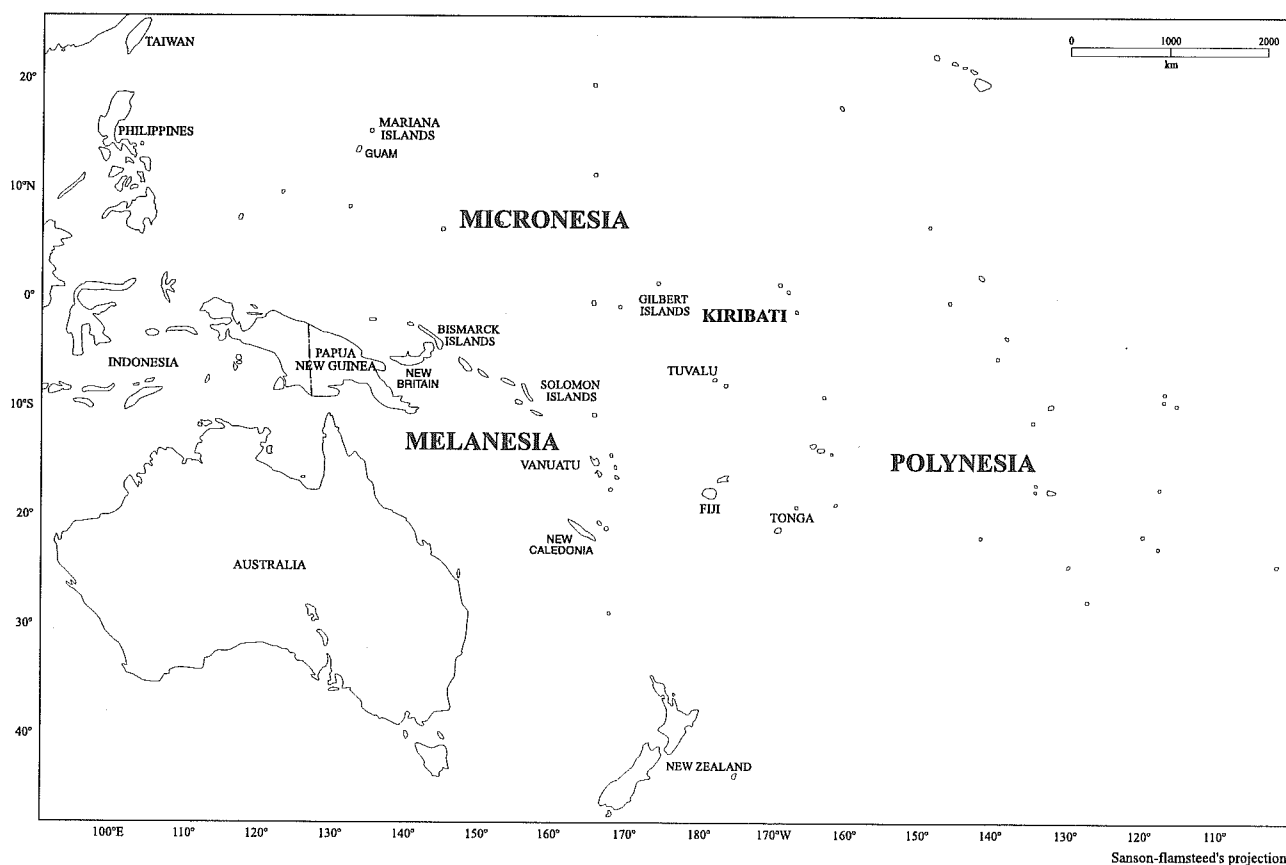 TAIWAN
0 1000 2000
km
20°
PHILIPPINES
MARIANA
ISLANDS
GUAM
10°N
MICRONESIA
0°
GILBERT
ISLANDS
KIRIBATI
BISMARCK
ISLANDS
INDONESIA
PAPUA
NEW GUINEA
NEW
BRITAIN
TUVALU
SOLOMON
ISLANDS
10°S
MELANESIA
VANUATU
POLYNESIA
FIJI
TONGA
20°
NEW
CALEDONIA
AUSTRALIA
30°
40°
NEW ZEALAND
100°E 110° 120° 130° 140° 150° 160° 170° 180° 170°W 160° 150° 140° 130° 120° 110°
Sanson-flamsteed's projection